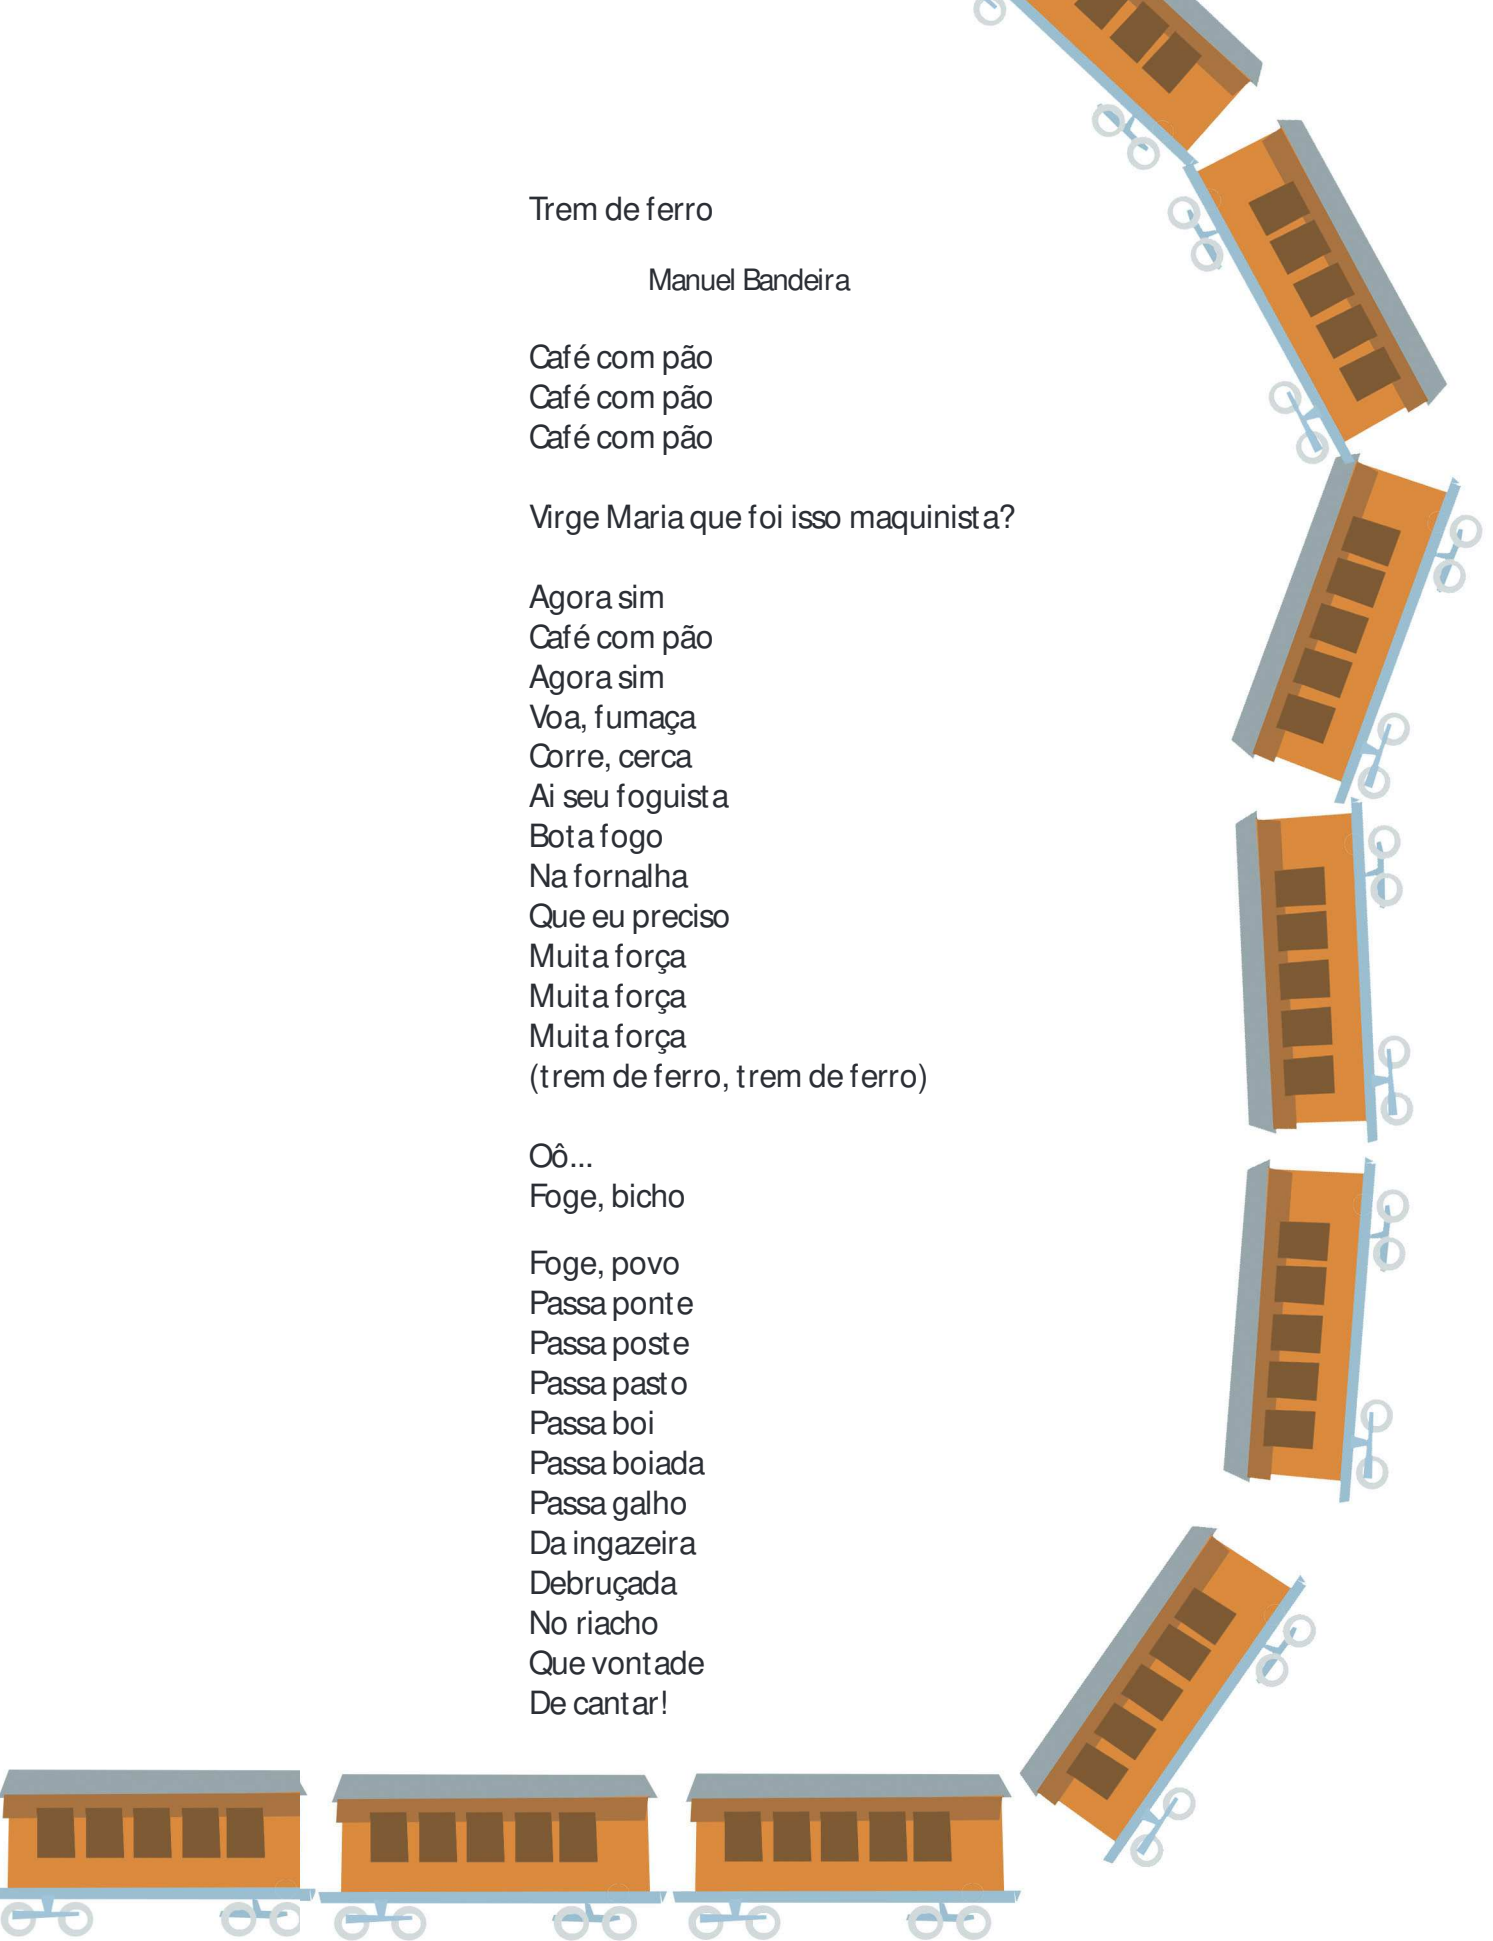 Trem de ferro
Manuel Bandeira
Café com pão
Café com pão
Café com pão
Virge Maria que foi isso maquinista?
Agora sim
Café com pão
Agora sim
Voa, fumaça
Corre, cerca
Ai seu foguista
Bota fogo
Na fornalha
Que eu preciso
Muita força
Muita força
Muita força
(trem de ferro, trem de ferro)
Oô...
Foge, bicho
Foge, povo
Passa ponte
Passa poste
Passa pasto
Passa boi
Passa boiada
Passa galho
Da ingazeira
Debruçada
No riacho
Que vontade
De cantar!